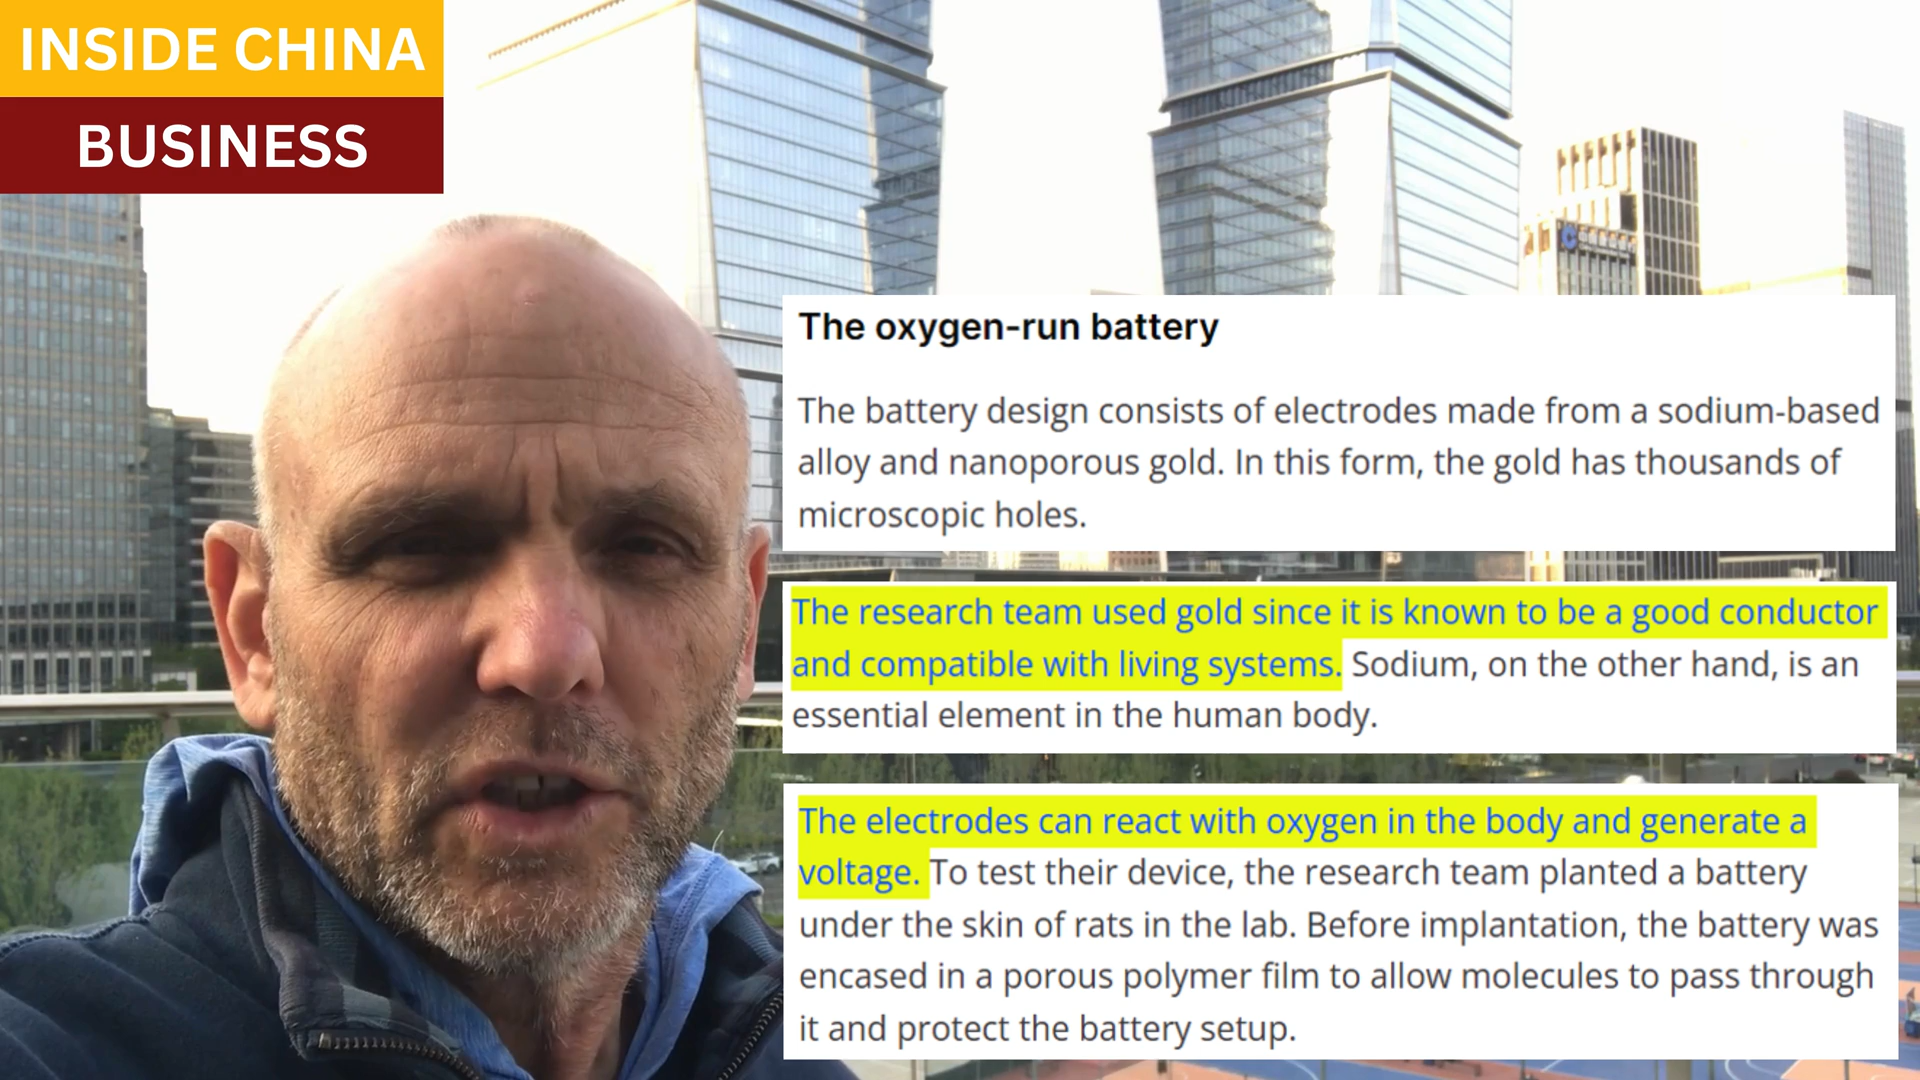 INSIDE CHINA
BUSINESS
The oxygen-run battery
The battery design consists of electrodes made from a sodium-based
alloy and nanoporous gold. In this form, the gold has thousands of
microscopic holes.
The research team used gold since it is known to be a good conductor
and compatible with living systems. Sodium, on the other hand, is an
essential element in the human body.
The electrodes can react with oxygen in the body and generate a
voltage. To test their device, the research team planted a battery
under the skin of rats in the lab. Before implantation, the battery was
encased in a porous polymer film to allow molecules to pass through
it and protect the battery setup.